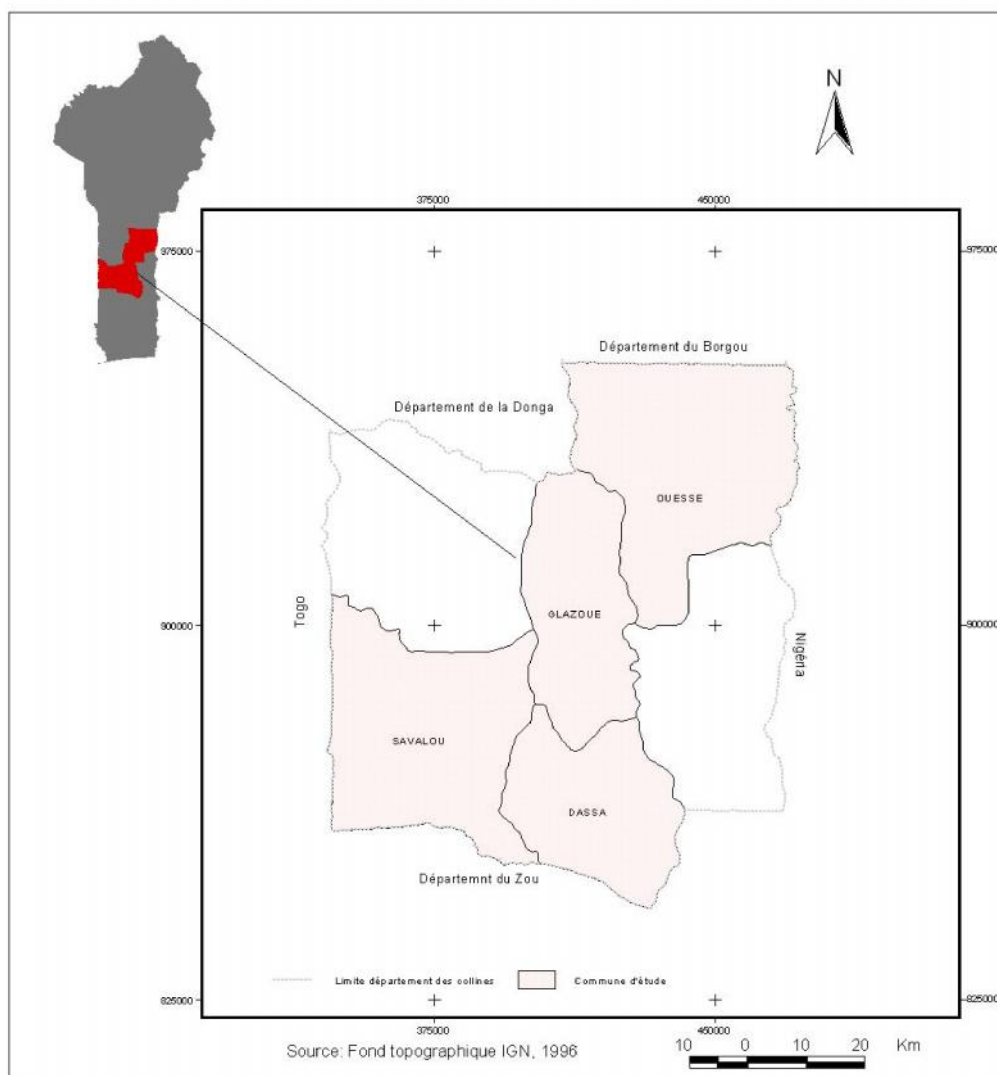 N
375000 450000
975000 975000
Département du Borgou
Département de la Donga
OUESSE
GLAZOUE
Togo
900000 900000
Nigéria
SAVALOU
DASSA
Départemnt du Zou
Limite département des collines Commune d'étude
825000 825000
375000 450000
Source: Fond topographique IGN, 1996
10 0 10 20 Km